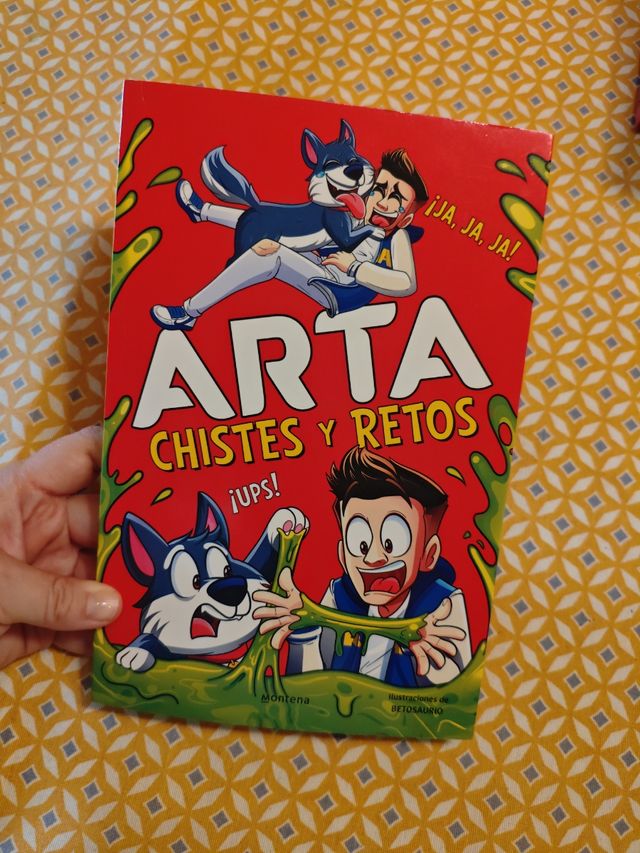 ¡JA, JA, JA!
ARTA
CHISTES Y RETOS
¡UPS!
Montena
Ilustraciones de
BETOSAURIO